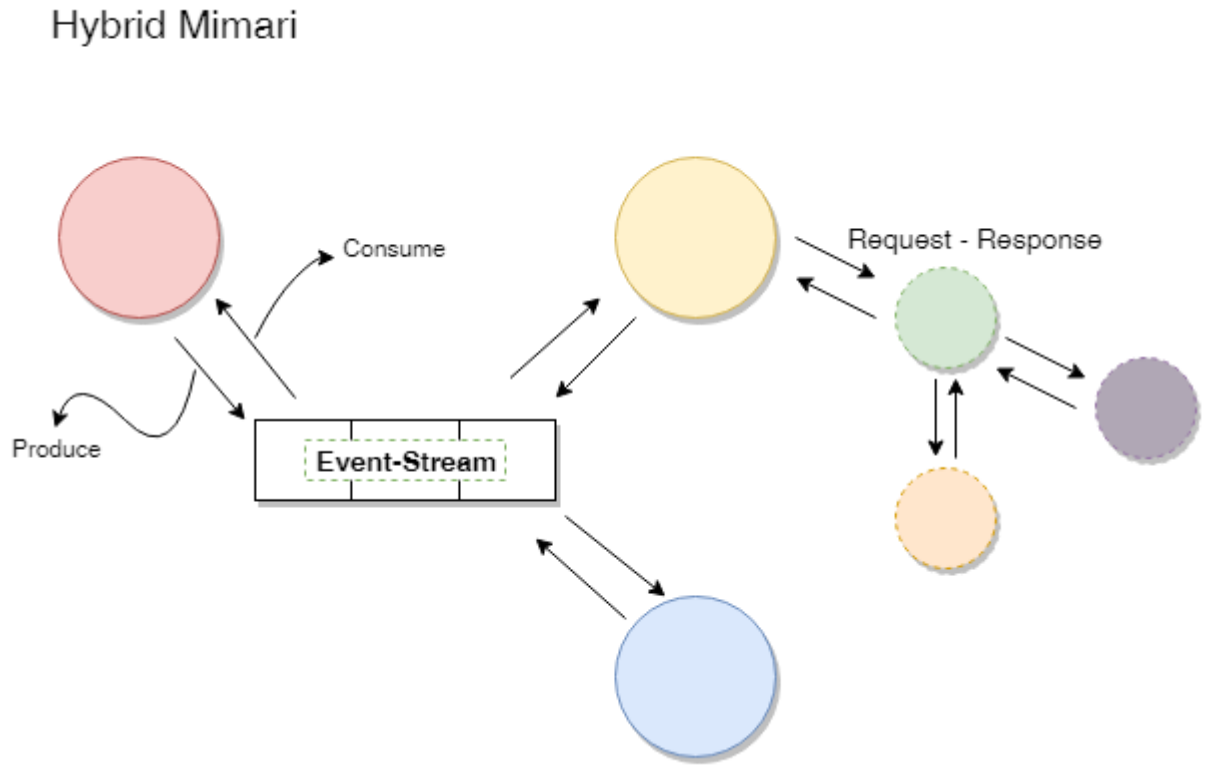 Hybrid Mimari
Consume
Request - Response
Produce
Event-Stream